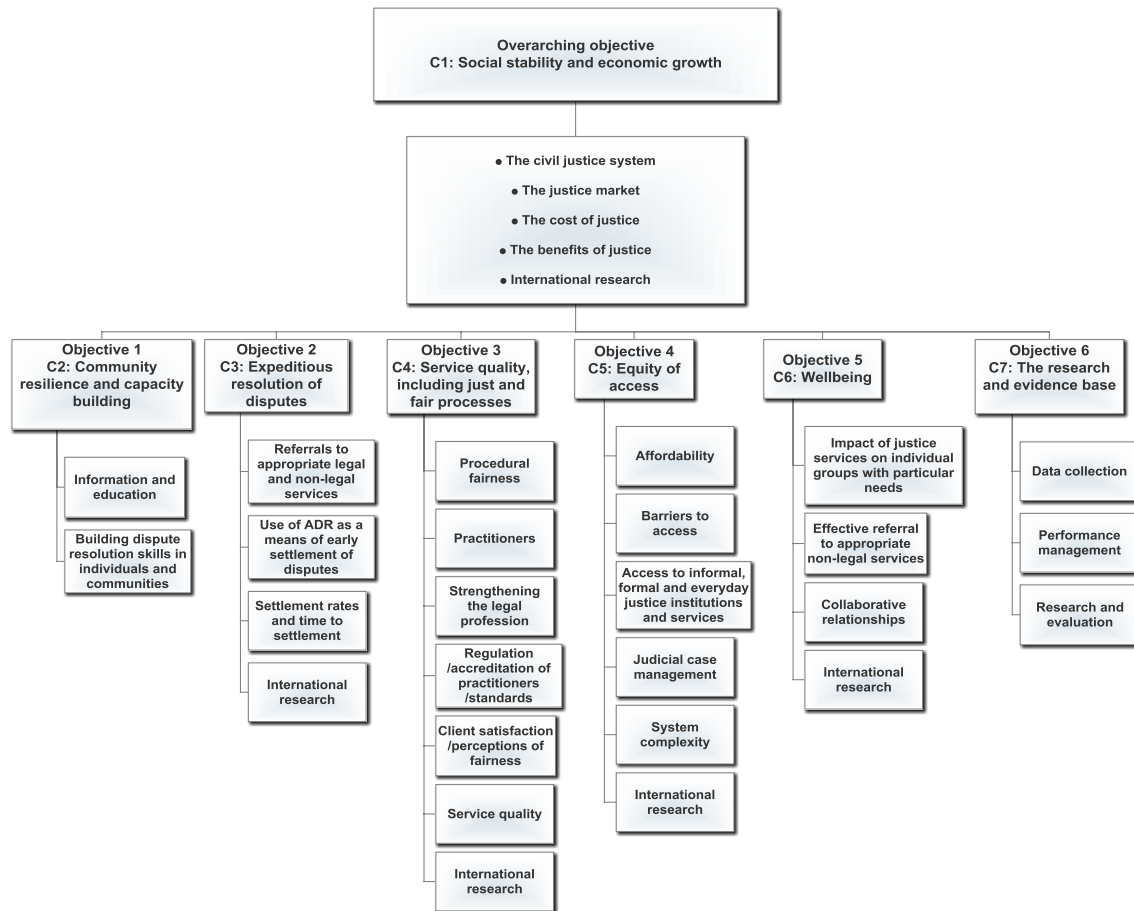 Overarching objective
C1: Social stability and economic growth
• The civil justice system
• The justice market
• The cost of justice
• The benefits of justice
• International research
Objective 1
C2: Community
resilience and capacity
building
Information and
education
Building dispute
resolution skills in
individuals and
communities
Objective 2
C3: Expeditious
resolution of
disputes
Referrals to
appropriate legal
and non-legal
services
Use of ADR as a
means of early
settlement of
disputes
Settlement rates
and time to
settlement
International
research
Objective 3
C4: Service quality,
including just and
fair processes
Procedural
fairness
Practitioners
Strengthening
the legal
profession
Regulation
/accreditation of
practitioners
/standards
Client satisfaction
/perceptions of
fairness
Service quality
International
research
Objective 4
C5: Equity of
access
Affordability
Barriers to
access
Access to informal,
formal and everyday
justice institutions
and services
Judicial case
management
System
complexity
International
research
Objective 5
C6: Wellbeing
Impact of justice
services on individual
groups with particular
needs
Effective referral
to appropriate
non-legal services
Collaborative
relationships
International
research
Objective 6
C7: The research
and evidence base
Data collection
Performance
management
Research and
evaluation